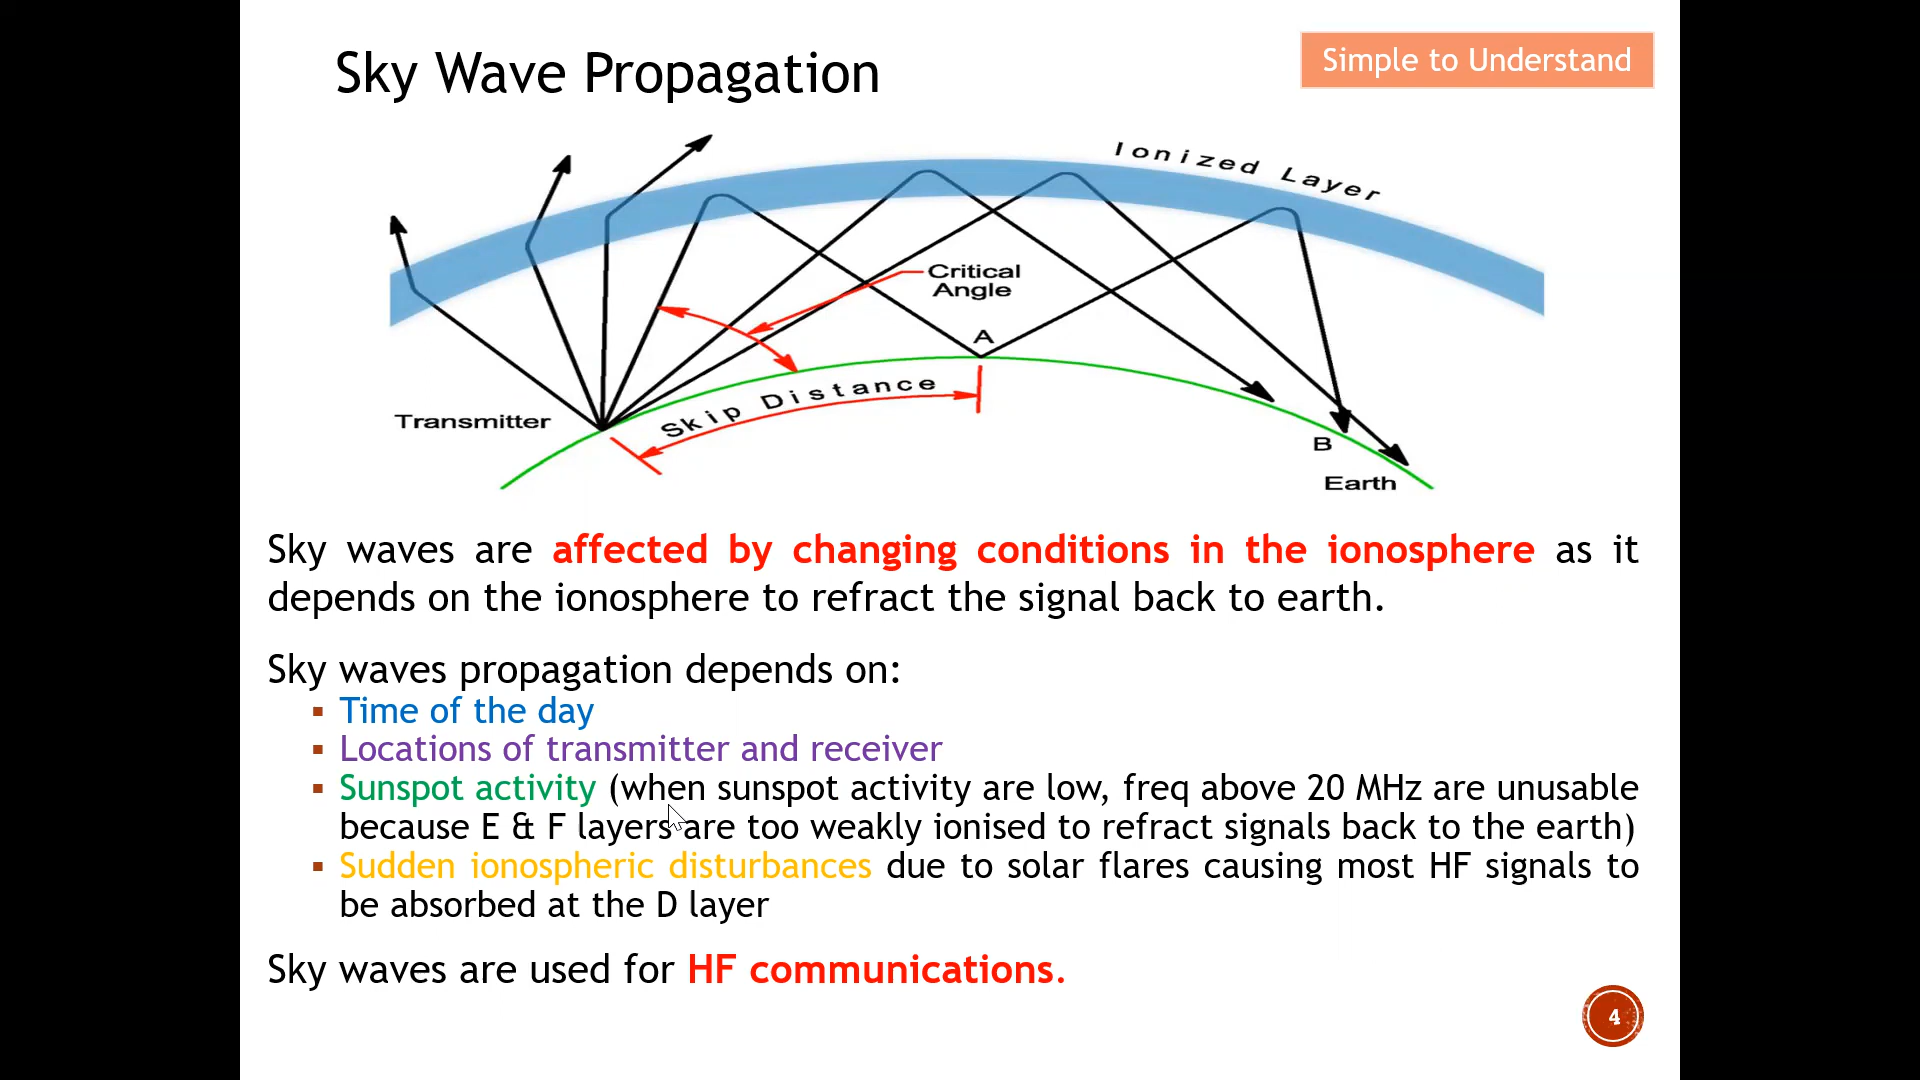 Sky Wave Propagation
Simple to Understand
Ionized Layer
Critical
Angle
A
Skip Distance
Transmitter
B
Earth
Sky waves are affected by changing conditions in the ionosphere as it
depends on the ionosphere to refract the signal back to earth.
Sky waves propagation depends on:
▪ Time of the day
▪ Locations of transmitter and receiver
▪ Sunspot activity (when sunspot activity are low, freq above 20 MHz are unusable
because E & F layers are too weakly ionised to refract signals back to the earth)
▪ Sudden ionospheric disturbances due to solar flares causing most HF signals to
be absorbed at the D layer
Sky waves are used for HF communications.
4